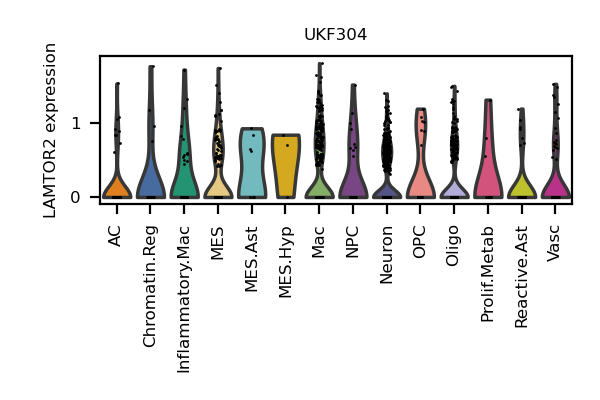 UKF304
LAMTOR2 expression
1
0
AC
Chromatin.Reg
Inflammatory.Mac
MES
MES.Ast
MES.Hyp
Mac
NPC
Neuron
OPC
Oligo
Prolif.Metab
Reactive.Ast
Vasc